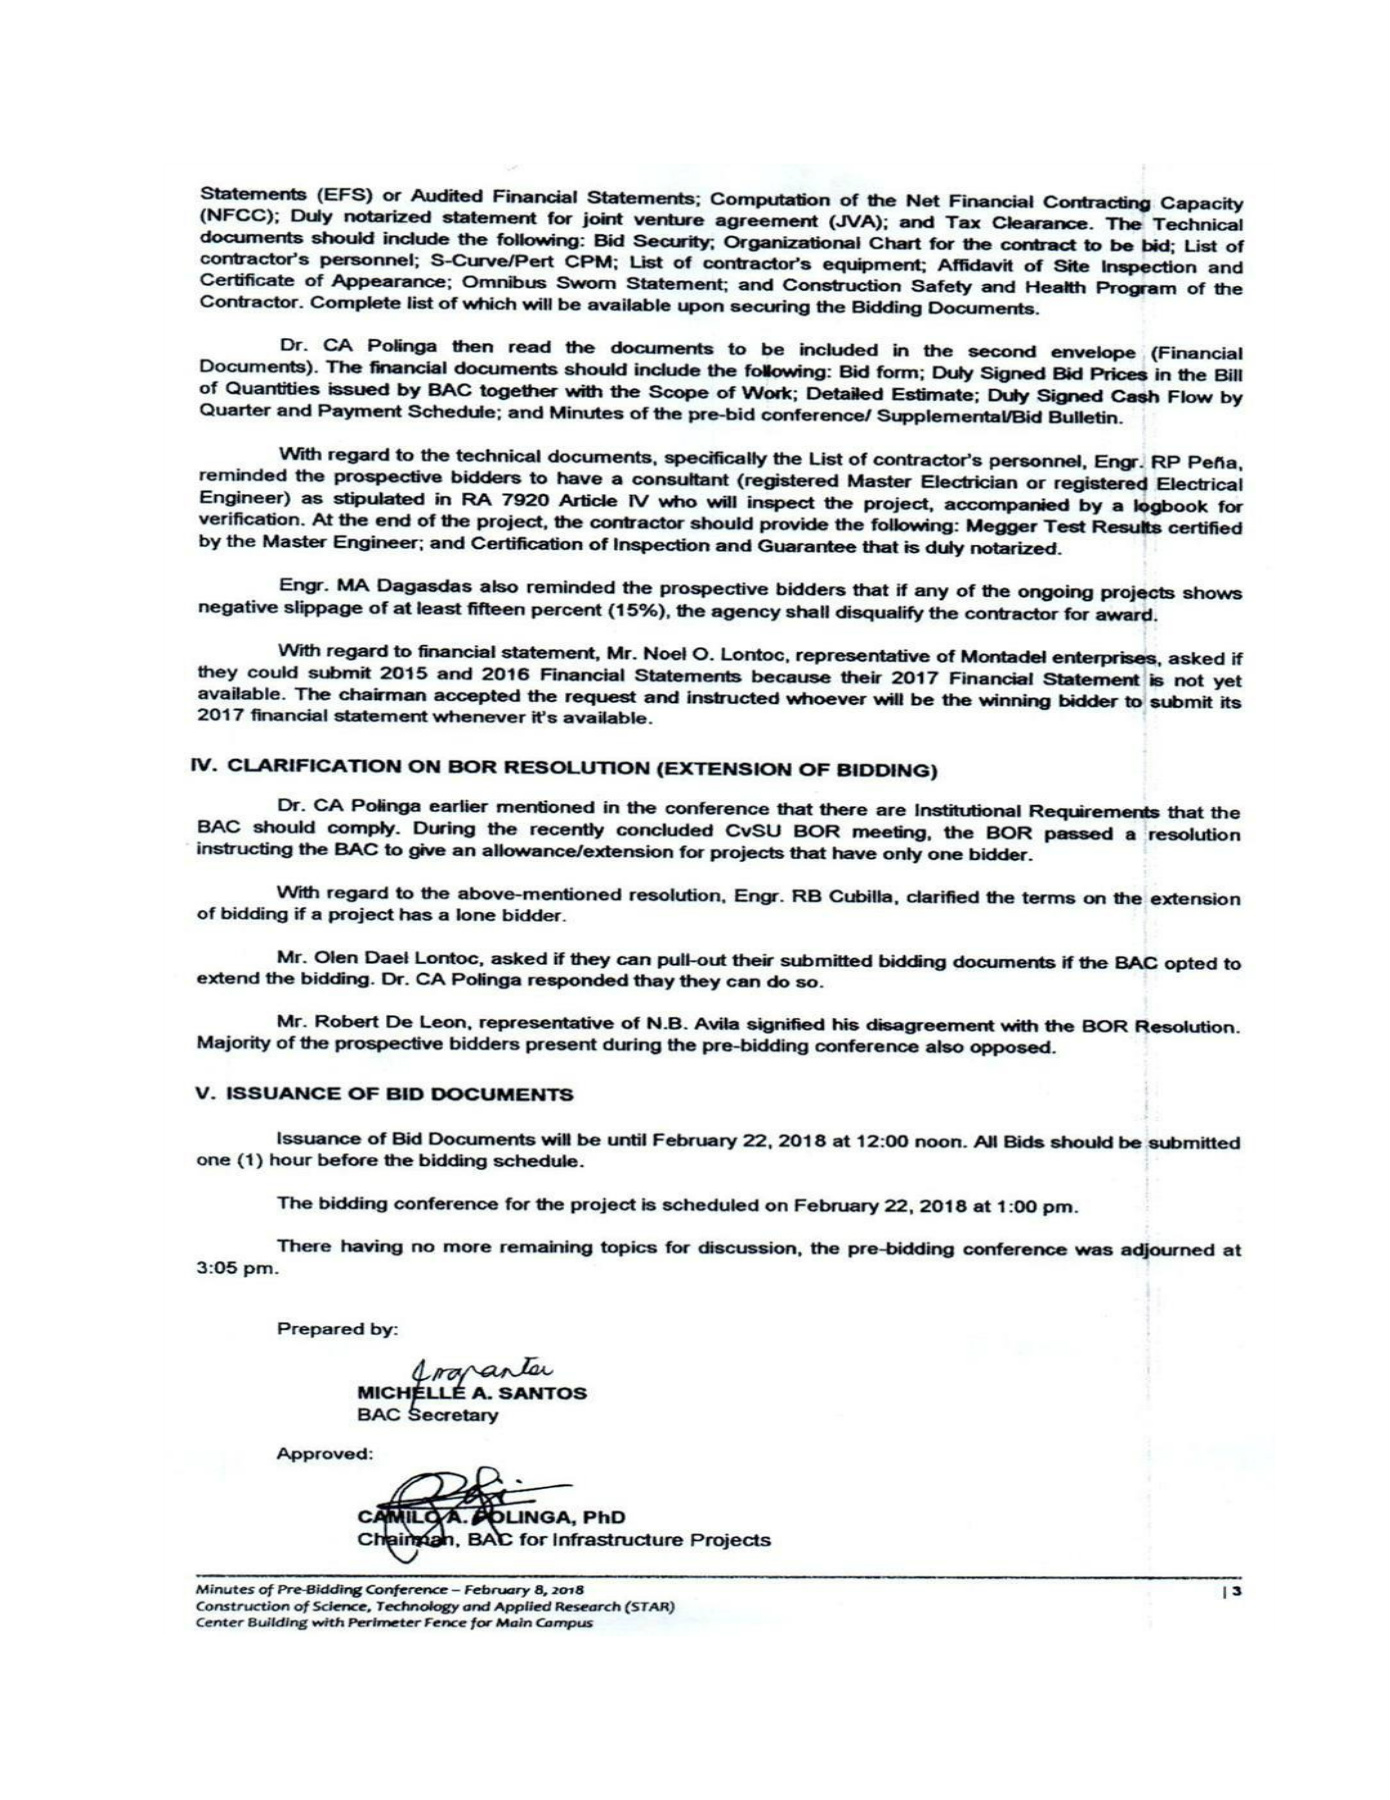 Statements (EFS) or Audited Financial Statements; Computation of the Net Financial Contracting Capacity
(NFCC); Duly notarized statement for joint venture agreement (JVA); and Tax Clearance. The Technical
documents should include the following: Bid Security; Organizational Chart for the contract to be bid; List of
contractor's personnel; S-Curve/Pert CPM; List of contractor's equipment; Affidavit of Site Inspection and
Certificate of Appearance; Omnibus Sworn Statement; and Construction Safety and Health Program of the
Contractor. Complete list of which will be available upon securing the Bidding Documents.
Dr. CA Polinga then read the documents to be included in the second envelope (Financial
Documents). The financial documents should include the following: Bid form; Duly Signed Bid Prices in the Bill
of Quantities issued by BAC together with the Scope of Work; Detailed Estimate; Duly Signed Cash Flow by
Quarter and Payment Schedule; and Minutes of the pre-bid conference/ Supplemental/Bid Bulletin.
With regard to the technical documents, specifically the List of contractor's personnel, Engr. RP Peña,
reminded the prospective bidders to have a consultant (registered Master Electrician or registered Electrical
Engineer) as stipulated in RA 7920 Article IV who will inspect the project, accompanied by a logbook for
verification. At the end of the project, the contractor should provide the following: Megger Test Results certified
by the Master Engineer; and Certification of Inspection and Guarantee that is duly notarized.
Engr. MA Dagasdas also reminded the prospective bidders that if any of the ongoing projects shows
negative slippage of at least fifteen percent (15%), the agency shall disqualify the contractor for award.
With regard to financial statement, Mr. Noel O. Lontoc, representative of Montadel enterprises, asked if
they could submit 2015 and 2016 Financial Statements because their 2017 Financial Statement is not yet
available. The chairman accepted the request and instructed whoever will be the winning bidder to submit its
2017 financial statement whenever it's available.
IV. CLARIFICATION ON BOR RESOLUTION (EXTENSION OF BIDDING)
Dr. CA Polinga earlier mentioned in the conference that there are Institutional Requirements that the
BAC should comply. During the recently concluded CvSU BOR meeting, the BOR passed a resolution
instructing the BAC to give an allowance/extension for projects that have only one bidder.
With regard to the above-mentioned resolution, Engr. RB Cubilla, clarified the terms on the extension
of bidding if a project has a lone bidder.
Mr. Olen Dael Lontoc, asked if they can pull-out their submitted bidding documents if the BAC opted to
extend the bidding. Dr. CA Polinga responded thay they can do so.
Mr. Robert De Leon, representative of N.B. Avila signified his disagreement with the BOR Resolution.
Majority of the prospective bidders present during the pre-bidding conference also opposed.
V. ISSUANCE OF BID DOCUMENTS
Issuance of Bid Documents will be until February 22, 2018 at 12:00 noon. All Bids should be submitted
one (1) hour before the bidding schedule.
The bidding conference for the project is scheduled on February 22, 2018 at 1:00 pm.
There having no more remaining topics for discussion, the pre-bidding conference was adjourned at
3:05 pm.
Prepared by:
MICHELLE A. SANTOS
BAC Secretary
Approved:
CAMILO A. POLINGA, PhD
Chairman, BAC for Infrastructure Projects
Minutes of Pre-Bidding Conference – February 8, 2018 | 3
Construction of Science, Technology and Applied Research (STAR)
Center Building with Perimeter Fence for Main Campus